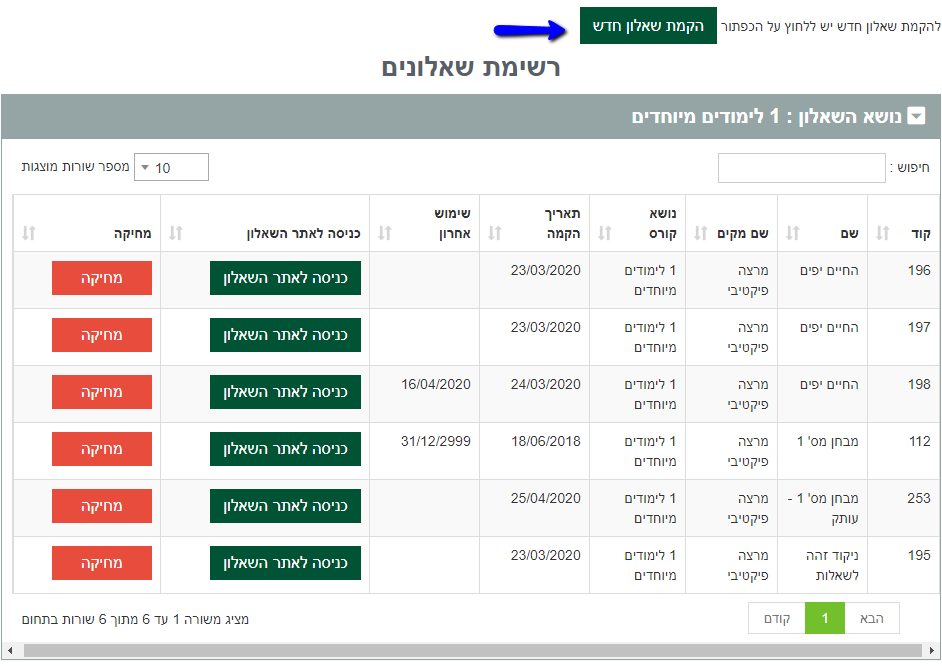 להקמת שאלון חדש יש ללחוץ על הכפתור הקמת שאלון חדש
רשימת שאלונים
נושא השאלון : 1 לימודים מיוחדים
חיפוש : 10 מספר שורות מוצגות
קוד שם שם מקים נושא קורס תאריך הקמה שימוש אחרון כניסה לאתר השאלון מחיקה
196 החיים יפים מרצה פיקטיבי 1 לימודים מיוחדים 23/03/2020 כניסה לאתר השאלון מחיקה
197 החיים יפים מרצה פיקטיבי 1 לימודים מיוחדים 23/03/2020 כניסה לאתר השאלון מחיקה
198 החיים יפים מרצה פיקטיבי 1 לימודים מיוחדים 24/03/2020 16/04/2020 כניסה לאתר השאלון מחיקה
112 מבחן מס' 1 מרצה פיקטיבי 1 לימודים מיוחדים 18/06/2018 31/12/2999 כניסה לאתר השאלון מחיקה
253 מבחן מס' 1 - עותק מרצה פיקטיבי 1 לימודים מיוחדים 25/04/2020 כניסה לאתר השאלון מחיקה
195 ניקוד זהה לשאלות מרצה פיקטיבי 1 לימודים מיוחדים 23/03/2020 כניסה לאתר השאלון מחיקה
הבא 1 קודם מציג משורה 1 עד 6 מתוך 6 שורות בתחום